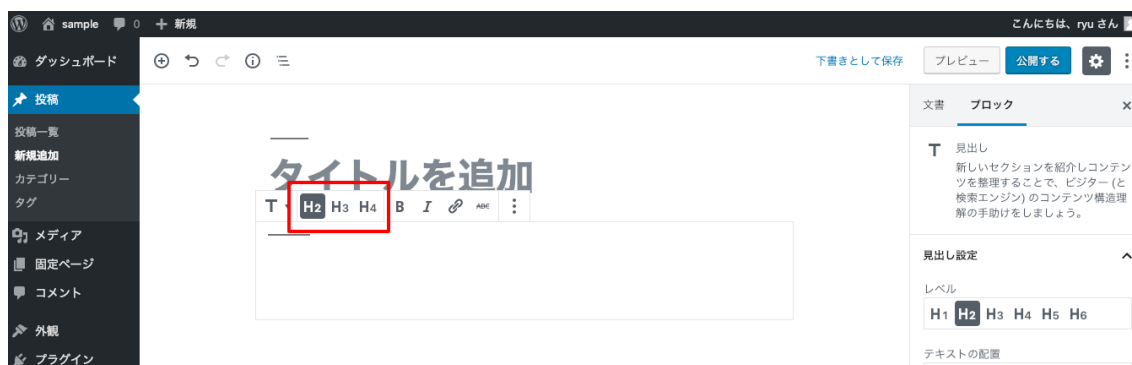 sample 0 + 新規 こんにちは、ryu さん
ダッシュボード
下書きとして保存 プレビュー 公開する
投稿
投稿一覧
新規追加
カテゴリー
タグ
メディア
固定ページ
コメント
外観
プラグイン
タイトルを追加
T H2 H3 H4 B I ABC
文書 ブロック ×
T 見出し
新しいセクションを紹介しコンテン
ツを整理することで、ビジター (と
検索エンジン) のコンテンツ構造理
解の手助けをしましょう。
見出し設定
レベル
H1 H2 H3 H4 H5 H6
テキストの配置